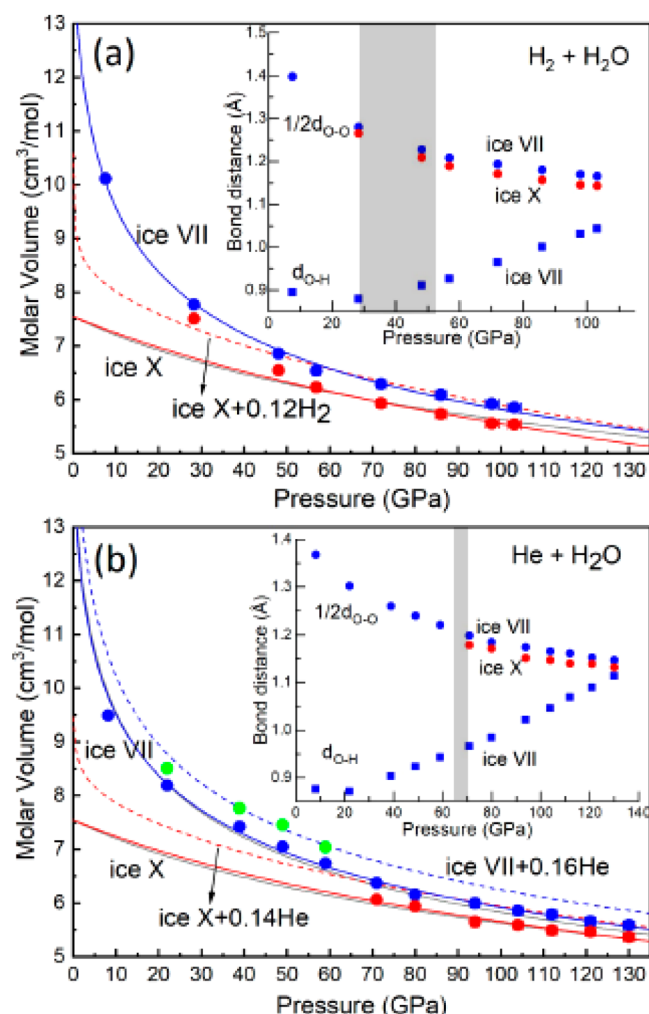 (a)
H₂ + H₂O
Molar Volume (cm³/mol)
13
12
11
10
9
8
7
6
5
0 10 20 30 40 50 60 70 80 90 100 110 120 130
Pressure (GPa)
ice VII
ice X
ice X+0.12H₂
Bond distance (Å)
1.5
1.4
1.3
1.2
1.1
1.0
0.9
0 20 40 60 80 100
Pressure (GPa)
1/2d_O-O
ice VII
ice X
d_O-H
ice VII
(b)
He + H₂O
Molar Volume (cm³/mol)
13
12
11
10
9
8
7
6
5
0 10 20 30 40 50 60 70 80 90 100 110 120 130
Pressure (GPa)
ice VII
ice X
ice X+0.14He
ice VII+0.16He
Bond distance (Å)
1.4
1.3
1.2
1.1
1.0
0.9
0.8
0 20 40 60 80 100 120 140
Pressure (GPa)
1/2d_O-O
ice VII
ice X
d_O-H
ice VII